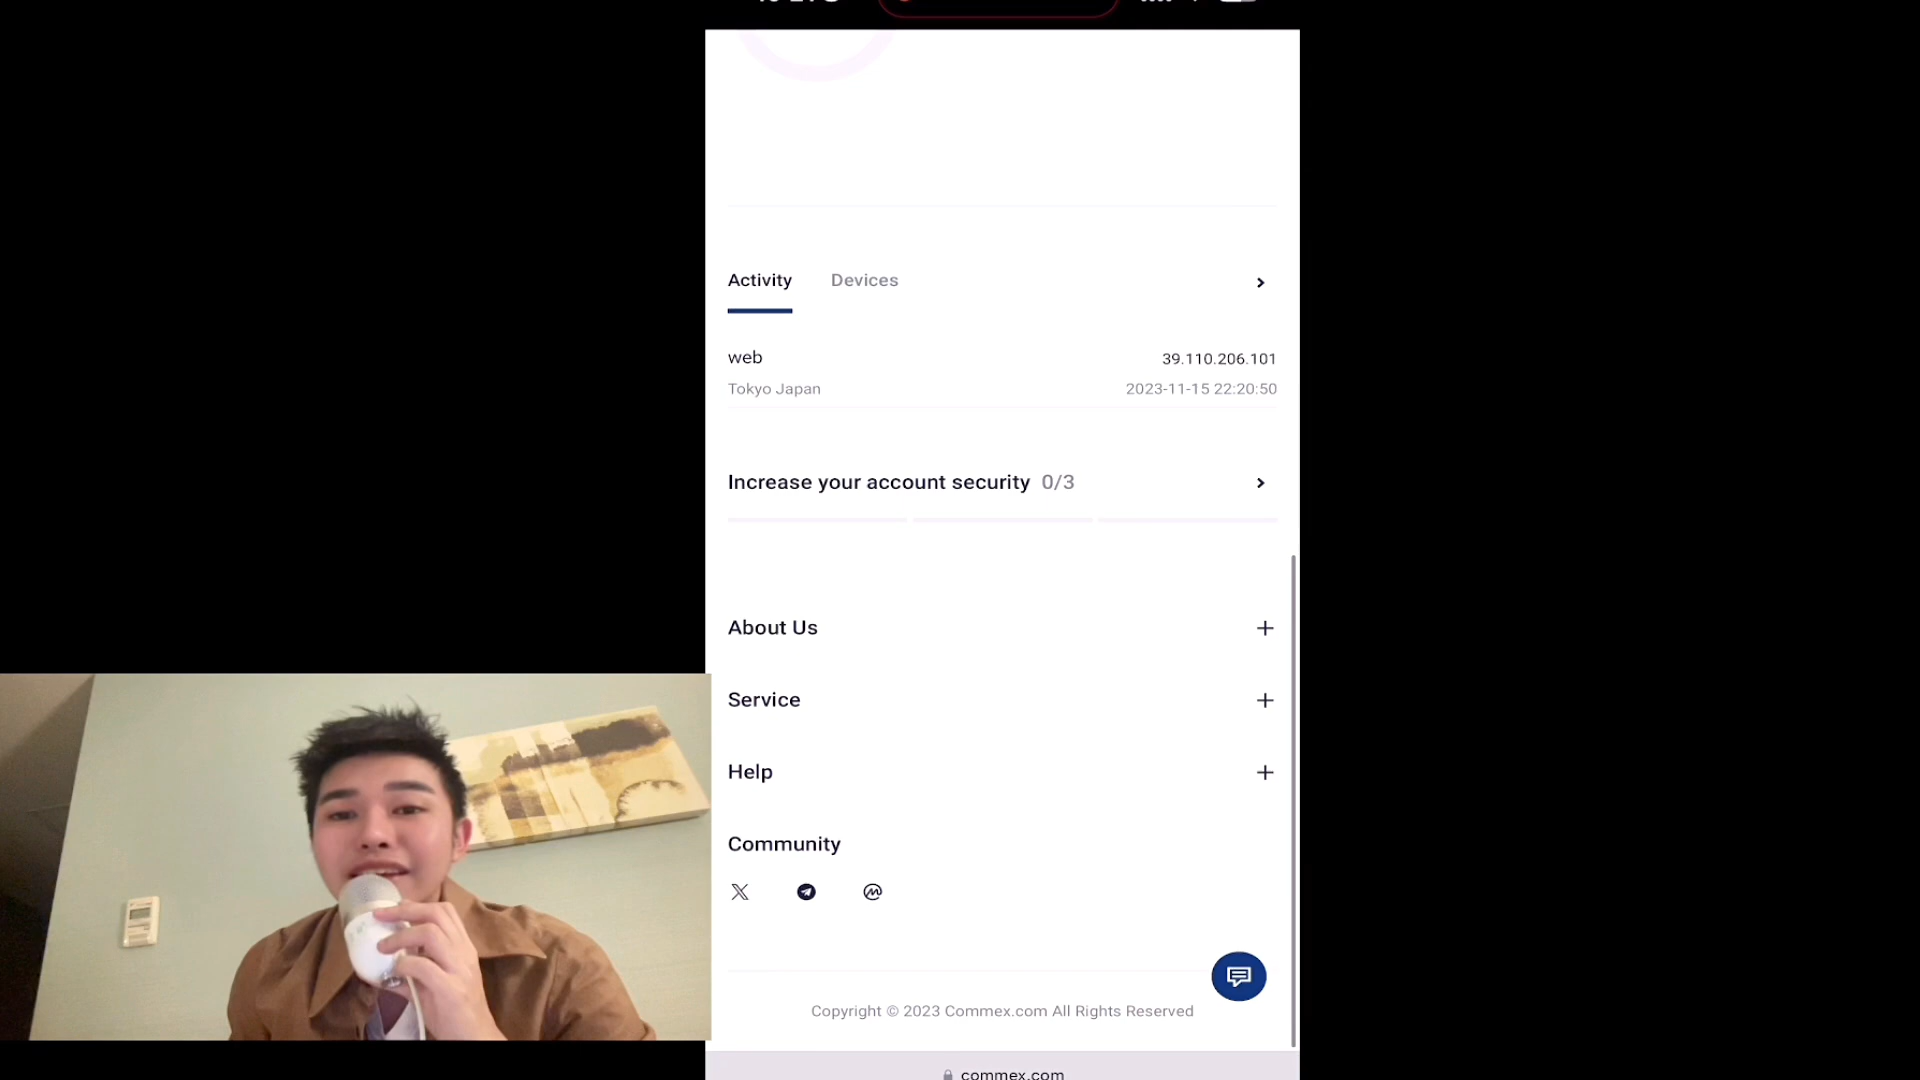 Activity Devices
web 39.110.206.101
Tokyo Japan 2023-11-15 22:20:50
Increase your account security 0/3
About Us
Service
Help
Community
Copyright © 2023 Commex.com All Rights Reserved
commex.com